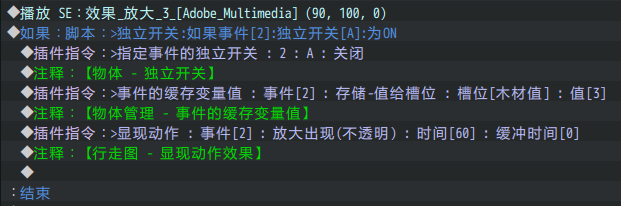 ◆播放 SE：效果_放大_3_[Adobe_Multimedia] (90, 100, 0)
◆如果：脚本：>独立开关:如果事件[2]:独立开关[A]:为ON
◆插件指令：>指定事件的独立开关 : 2 : A : 关闭
◆注释：【物体 - 独立开关】
◆插件指令：>事件的缓存变量值 : 事件[2] : 存储-值给槽位 : 槽位[木材值] : 值[3]
◆注释：【物体管理 - 事件的缓存变量值】
◆插件指令：>显现动作 : 事件[2] : 放大出现(不透明) : 时间[60] : 缓冲时间[0]
◆注释：【行走图 - 显现动作效果】
◆
：结束